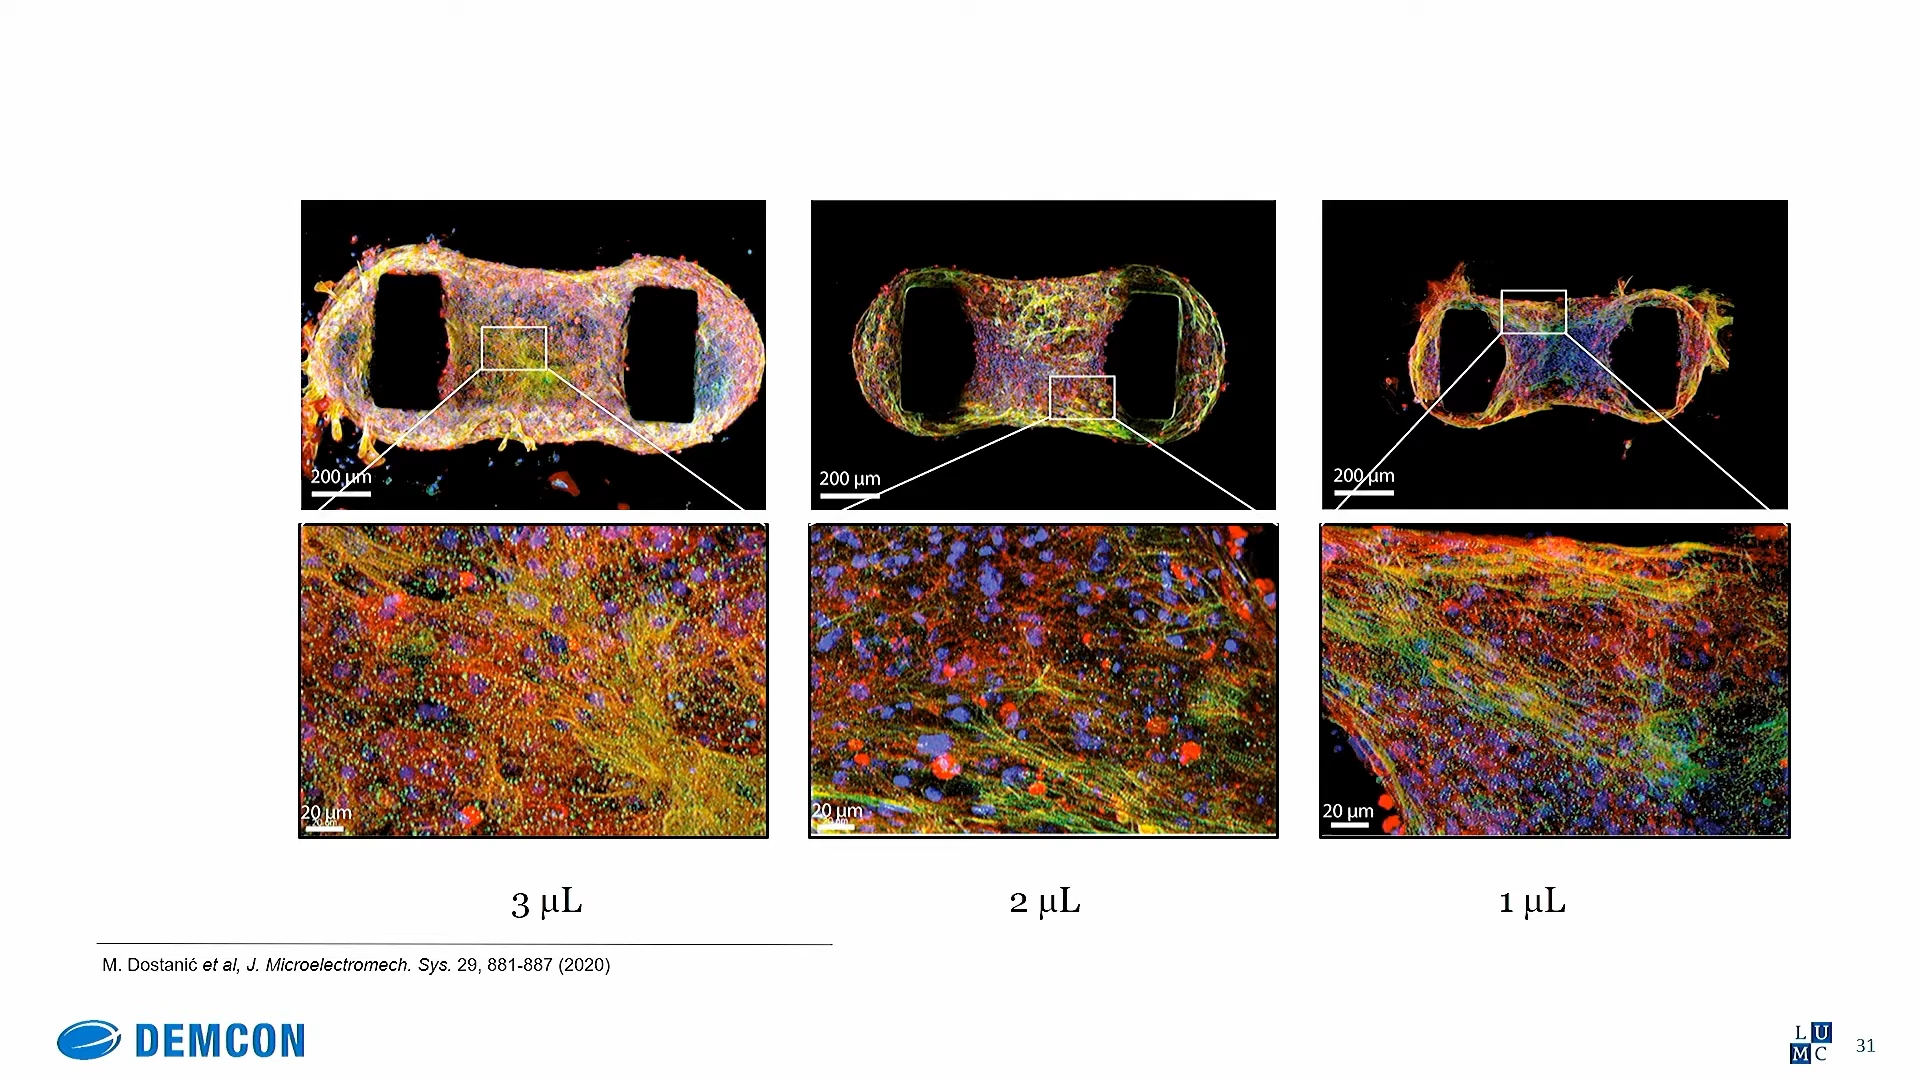 200 µm
200 µm
200 µm
20 µm
20 µm
20 µm
3 µL
2 µL
1 µL
M. Dostanić et al, J. Microelectromech. Sys. 29, 881-887 (2020)
DEMCON
LUMC
31